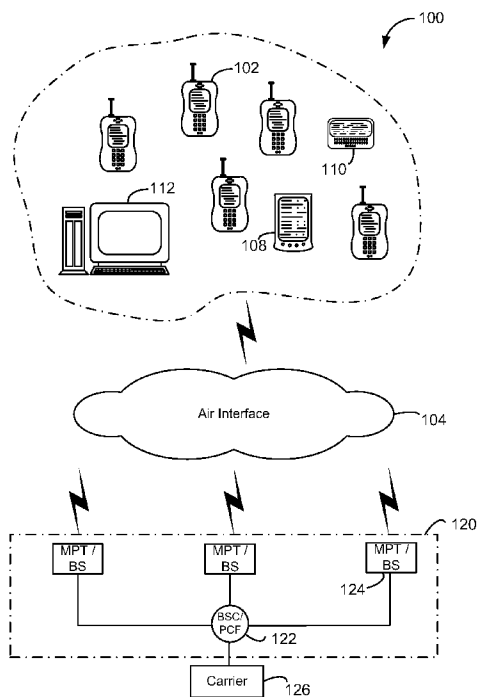 100
102
110
112
108
Air Interface
104
120
MPT /
BS
MPT /
BS
MPT /
BS
124
BSC/
PCF
122
Carrier
126